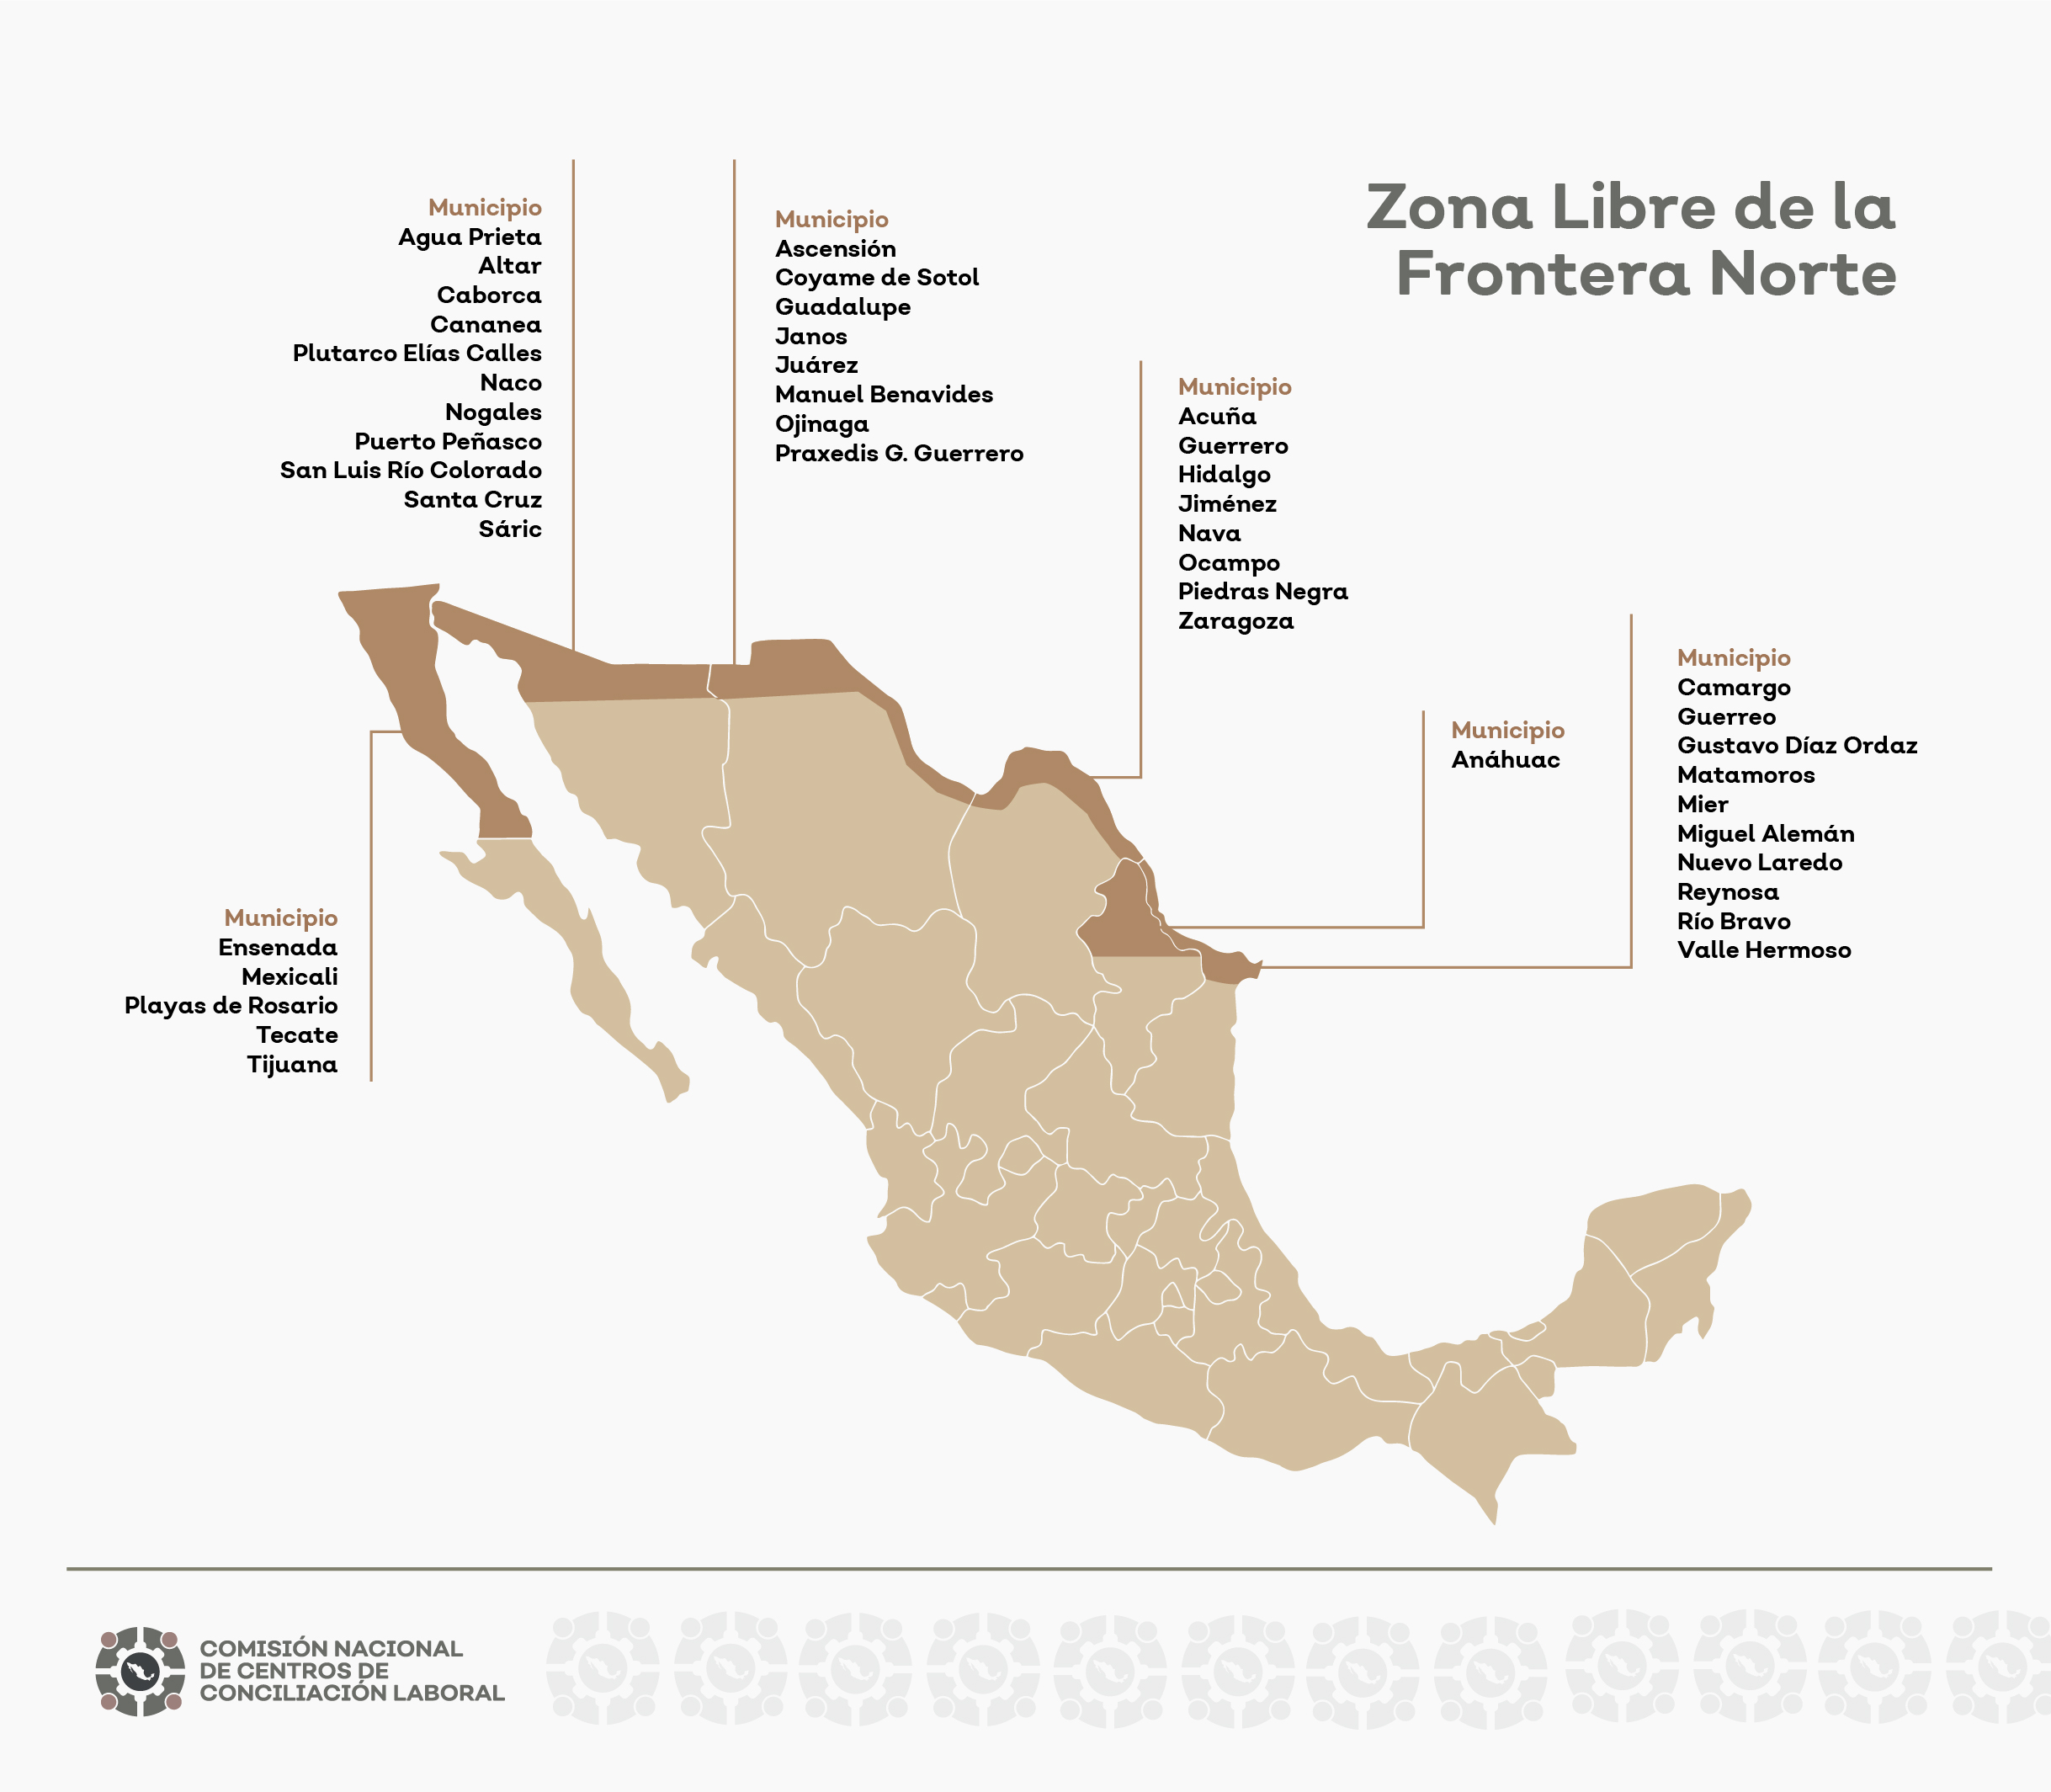 Zona Libre de la
Frontera Norte
Municipio
Agua Prieta
Altar
Caborca
Cananea
Plutarco Elías Calles
Naco
Nogales
Puerto Peñasco
San Luis Río Colorado
Santa Cruz
Sáric
Municipio
Ascensión
Coyame de Sotol
Guadalupe
Janos
Juárez
Manuel Benavides
Ojinaga
Praxedis G. Guerrero
Municipio
Acuña
Guerrero
Hidalgo
Jiménez
Nava
Ocampo
Piedras Negra
Zaragoza
Municipio
Anáhuac
Municipio
Camargo
Guerreo
Gustavo Díaz Ordaz
Matamoros
Mier
Miguel Alemán
Nuevo Laredo
Reynosa
Río Bravo
Valle Hermoso
Municipio
Ensenada
Mexicali
Playas de Rosario
Tecate
Tijuana
COMISIÓN NACIONAL
DE CENTROS DE
CONCILIACIÓN LABORAL